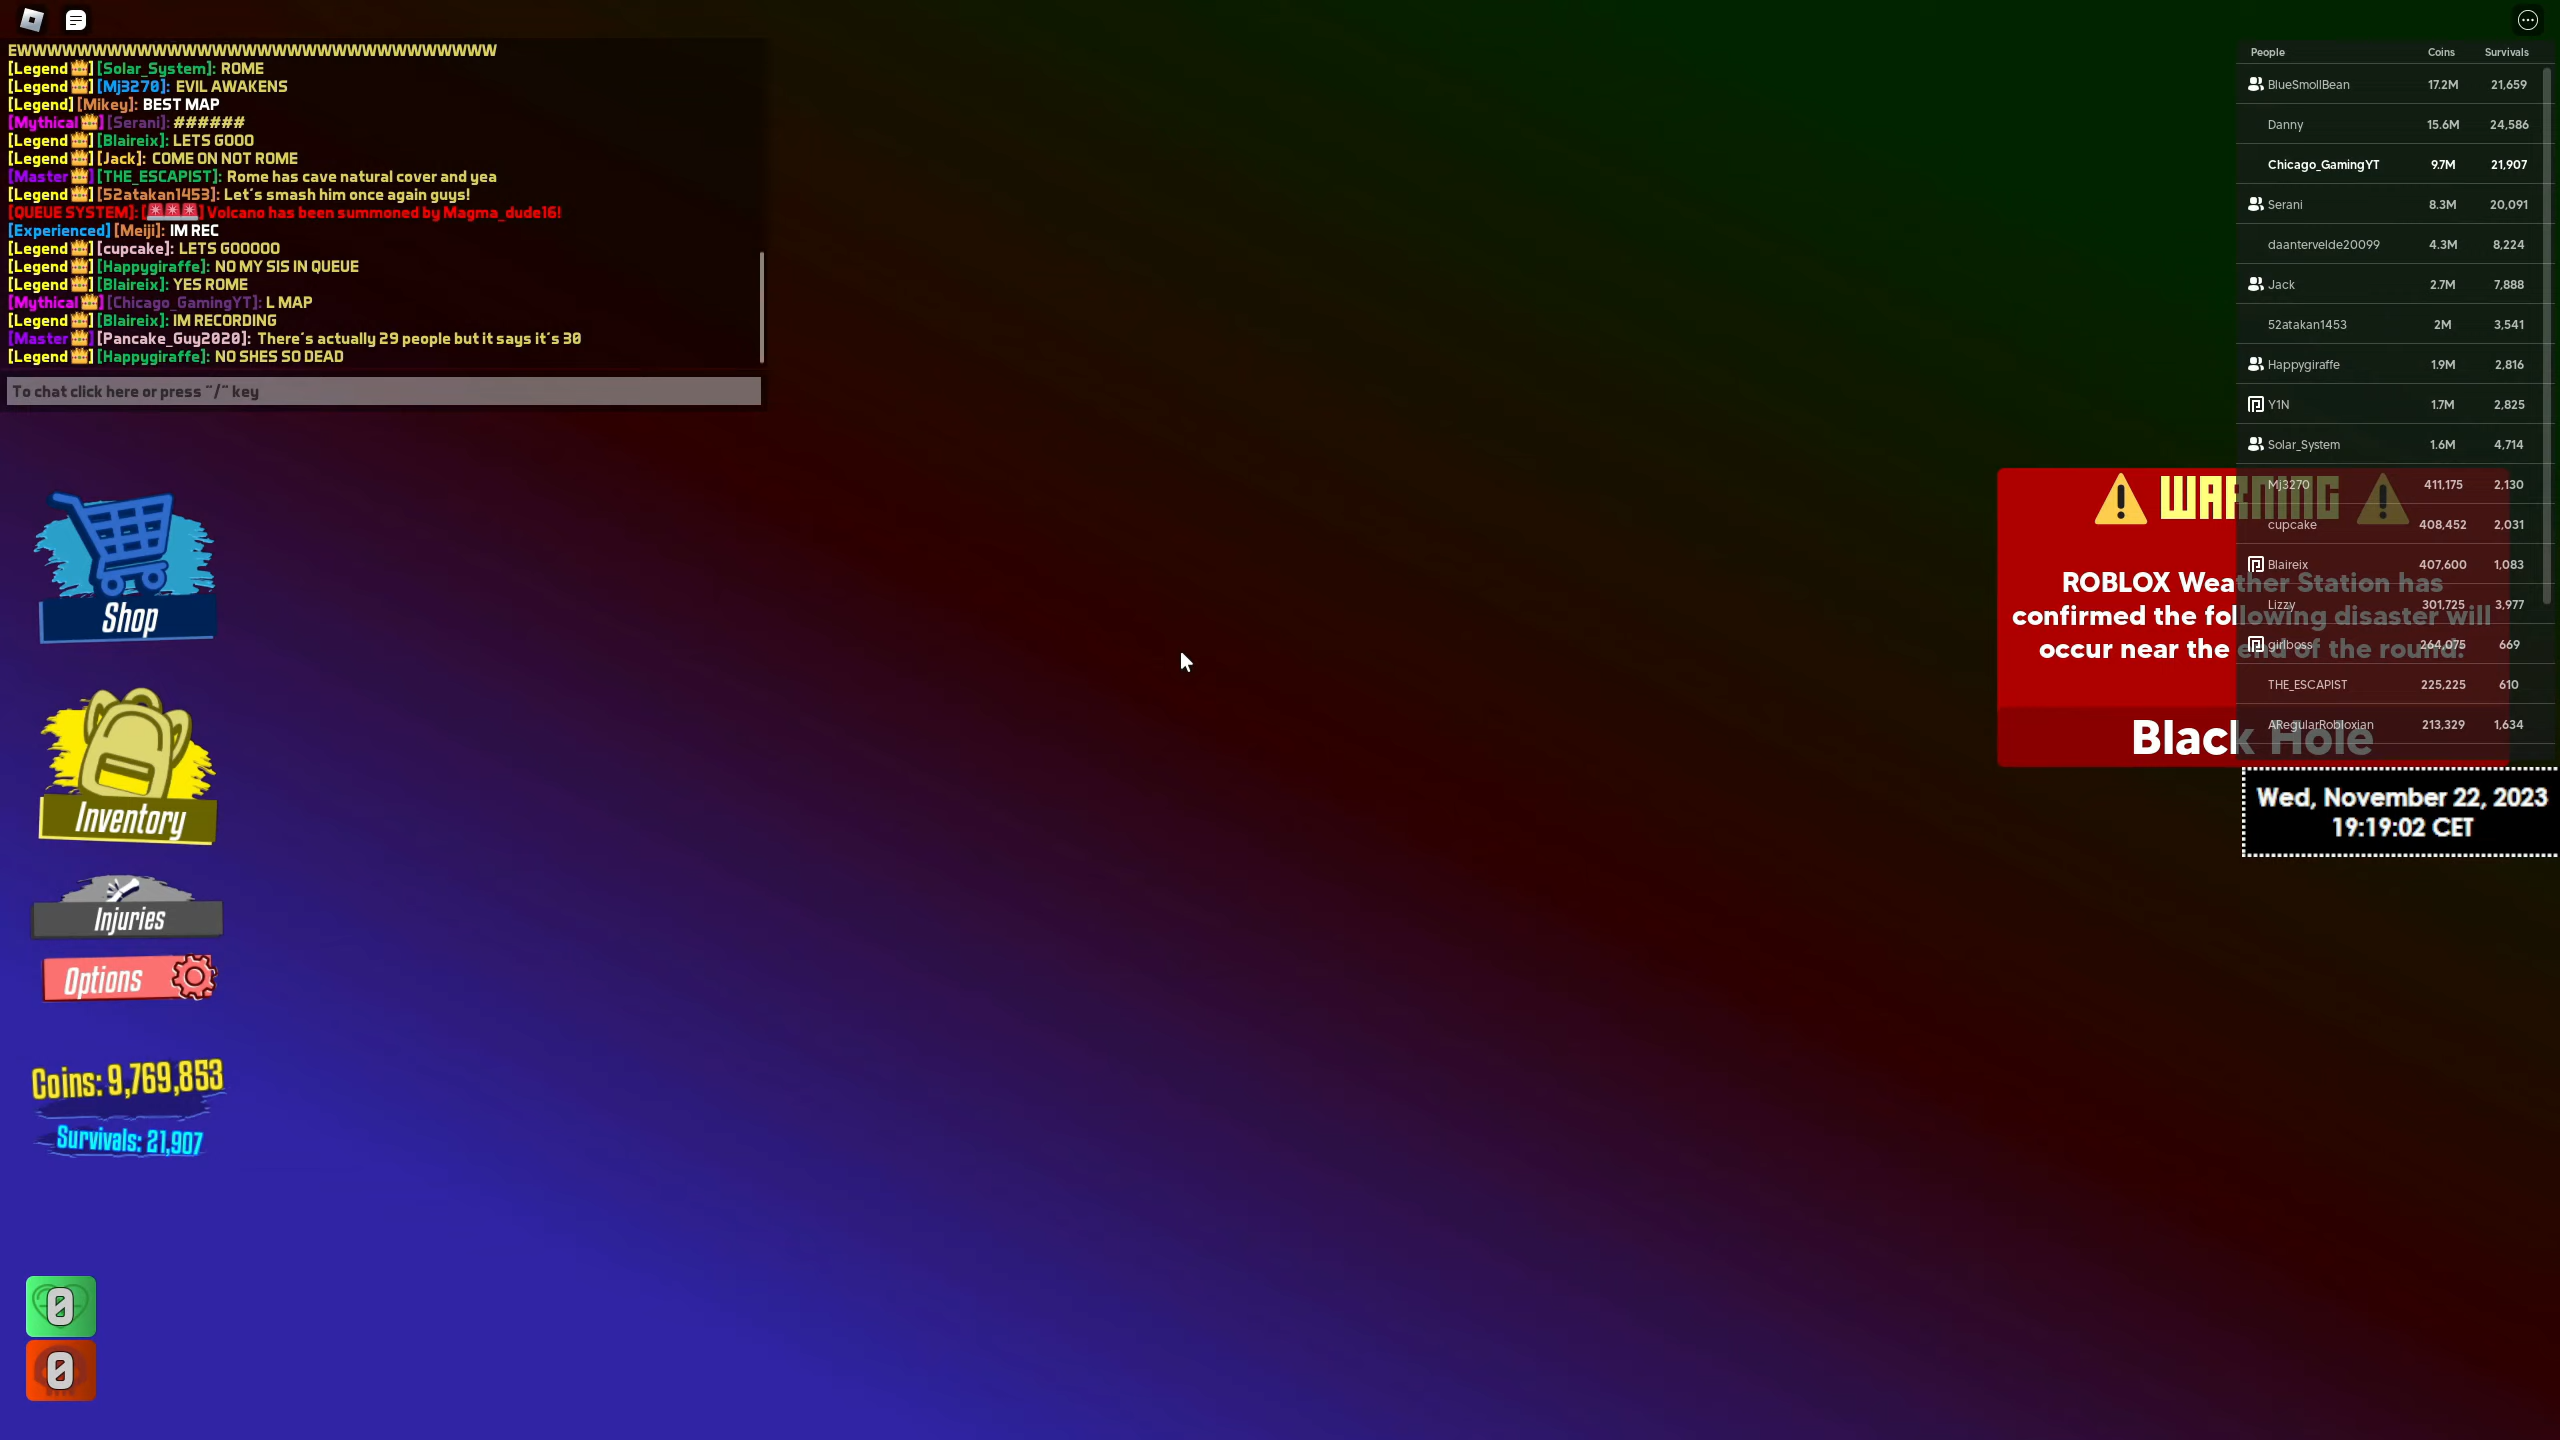 EWWWWWWWWWWWWWWWWWWWWWWWWWWWWWWWW
[Legend👑] [Solar_System]: ROME
[Legend👑] [Mj3270]: EVIL AWAKENS
[Legend] [Mikey]: BEST MAP
[Mythical👑] [Serani]: ######
[Legend👑] [Blaireix]: LETS GOOO
[Legend👑] [Jack]: COME ON NOT ROME
[Master👑] [THE_ESCAPIST]: Rome has cave natural cover and yea
[Legend👑] [52atakan1453]: Let's smash him once again guys!
[QUEUE SYSTEM]: [🚨🚨🚨] Volcano has been summoned by Magma_dude16!
[Experienced] [Meiji]: IM REC
[Legend👑] [cupcake]: LETS GOOOOO
[Legend👑] [Happygiraffe]: NO MY SIS IN QUEUE
[Legend👑] [Blaireix]: YES ROME
[Mythical👑] [Chicago_GamingYT]: L MAP
[Legend👑] [Blaireix]: IM RECORDING
[Master👑] [Pancake_Guy2020]: There's actually 29 people but it says it's 30
[Legend👑] [Happygiraffe]: NO SHES SO DEAD
To chat click here or press "/" key
Shop
Inventory
Injuries
Options
Coins: 9,769,853
Survivals: 21,907
0
0
People Coins Survivals
BlueSmollBean 17.2M 21,659
Danny 15.6M 24,586
Chicago_GamingYT 9.7M 21,907
Serani 8.3M 20,091
daantervelde20099 4.3M 8,224
Jack 2.7M 7,888
52atakan1453 2M 3,541
Happygiraffe 1.9M 2,816
Y1N 1.7M 2,825
Solar_System 1.6M 4,714
Mj3270 411,175 2,130
cupcake 408,452 2,031
Blaireix 407,600 1,083
Lizzy 301,725 3,977
girlboss 264,075 669
THE_ESCAPIST 225,225 610
ARegularRobloxian 213,329 1,634
WARNING
ROBLOX Weather Station has
confirmed the following disaster will
occur near the end of the round:
Black Hole
Wed, November 22, 2023
19:19:02 CET